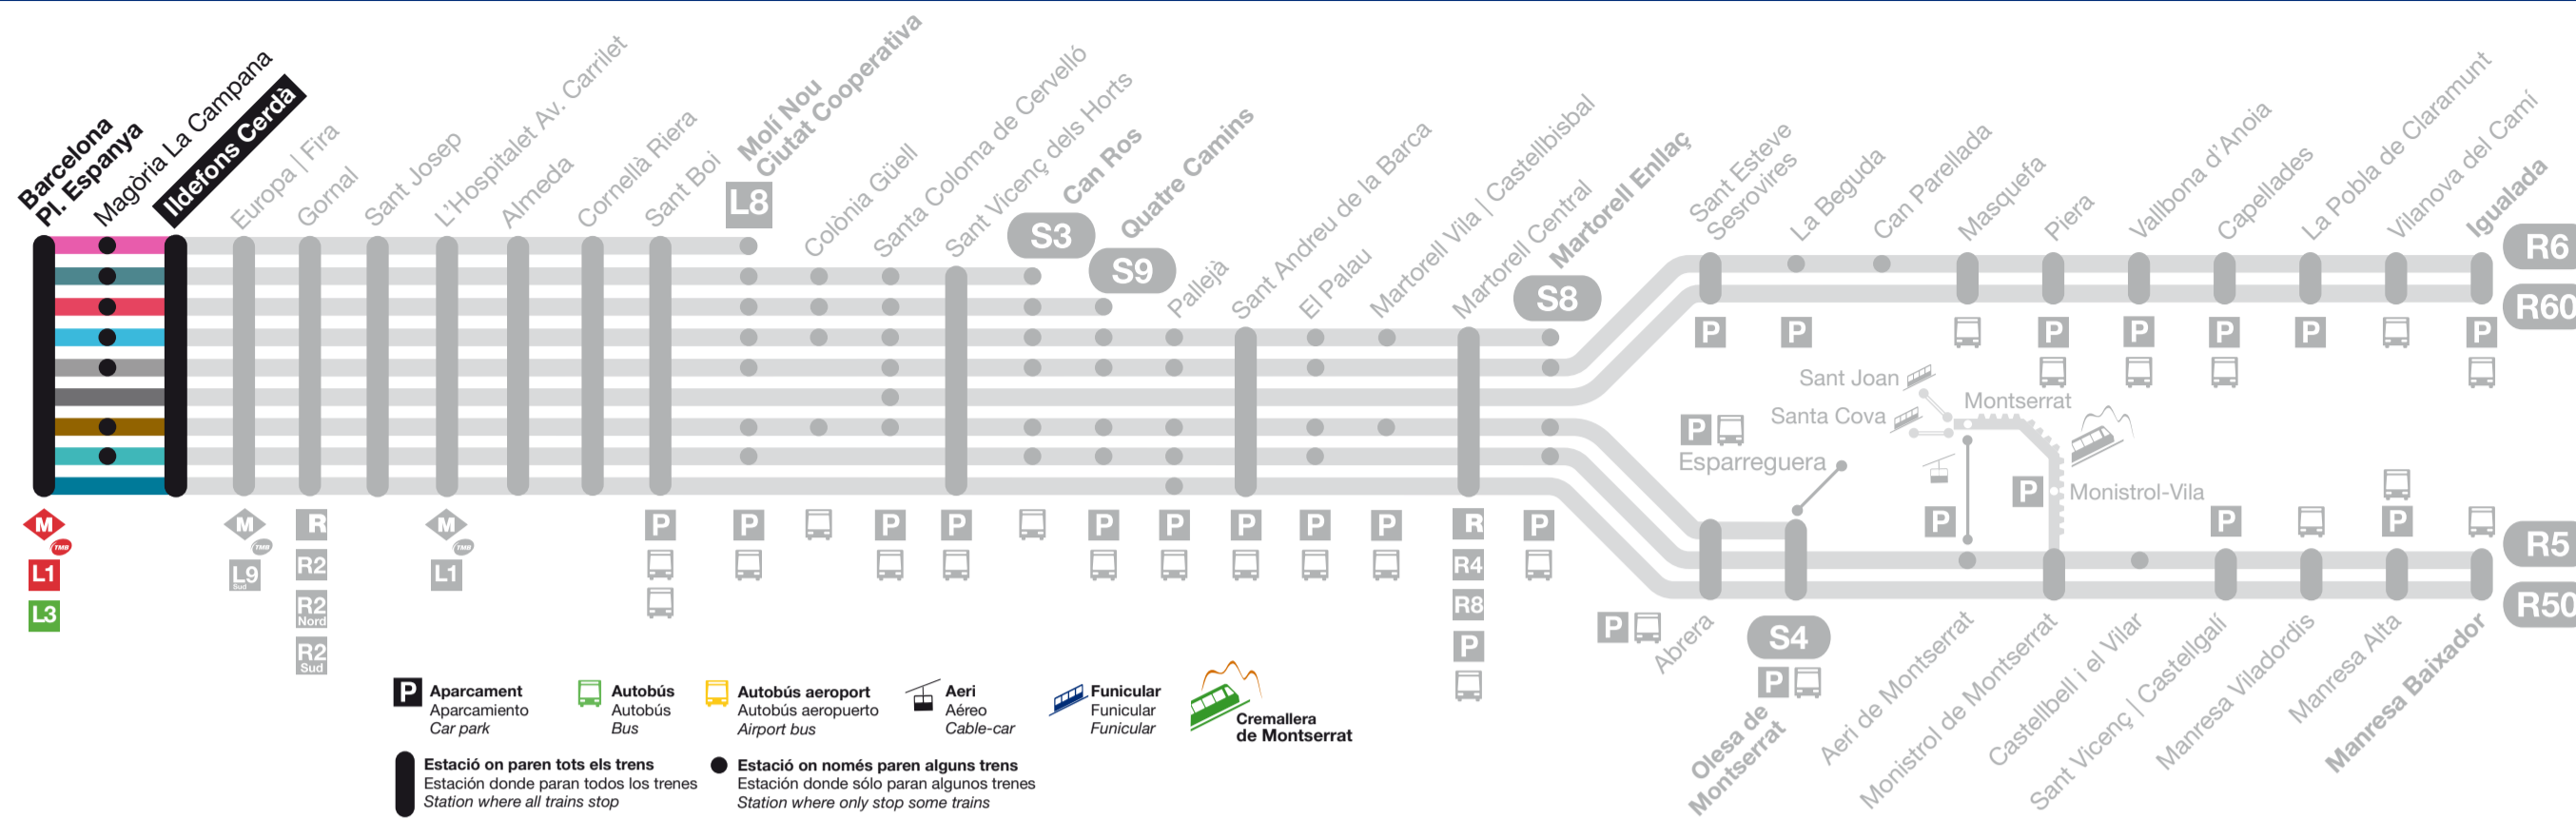 Barcelona
Pl. Espanya
Magòria La Campana
Ildefons Cerdà
Europa | Fira
Gornal
Sant Josep
L'Hospitalet Av. Carrilet
Almeda
Cornellà Riera
Sant Boi
Molí Nou
Ciutat Cooperativa
L8
Colònia Güell
Santa Coloma de Cervelló
Sant Vicenç dels Horts
Can Ros
S3
Quatre Camins
S9
Pallejà
Sant Andreu de la Barca
El Palau
Martorell Vila | Castellbisbal
Martorell Central
Martorell Enllaç
S8
Sant Esteve
Sesrovires
La Beguda
Can Parellada
Masquefa
Piera
Vallbona d'Anoia
Capellades
La Pobla de Claramunt
Vilanova del Camí
Igualada
R6
R60
P
P
P
P
P
P
P
Sant Joan
Santa Cova
Montserrat
P
Esparreguera
P
Monistrol-Vila
P
P
P
R5
R50
M
TMB
L1
L3
M
TMB
L9
Sud
R
R2
R2
Nord
R2
Sud
M
TMB
L1
P
P
P
P
P
P
P
P
P
R
R4
R8
P
P
P
Abrera
S4
P
Olesa de
Montserrat
Aeri de Montserrat
Monistrol de Montserrat
Castellbell i el Vilar
Sant Vicenç | Castellgalí
Manresa Viladordis
Manresa Alta
Manresa Baixador
P
Aparcament
Aparcamiento
Car park
Autobús
Autobús
Bus
Autobús aeroport
Autobús aeropuerto
Airport bus
Aeri
Aéreo
Cable-car
Funicular
Funicular
Funicular
Cremallera
de Montserrat
Estació on paren tots els trens
Estación donde paran todos los trenes
Station where all trains stop
Estació on només paren alguns trens
Estación donde sólo paran algunos trenes
Station where only stop some trains